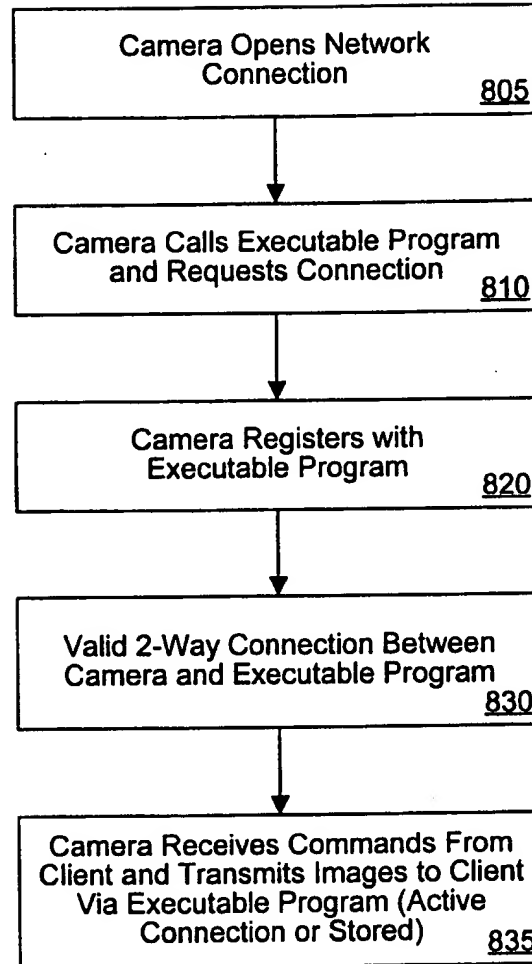 Camera Opens Network
Connection
805
Camera Calls Executable Program
and Requests Connection
810
Camera Registers with
Executable Program
820
Valid 2-Way Connection Between
Camera and Executable Program
830
Camera Receives Commands From
Client and Transmits Images to Client
Via Executable Program (Active
Connection or Stored)
835